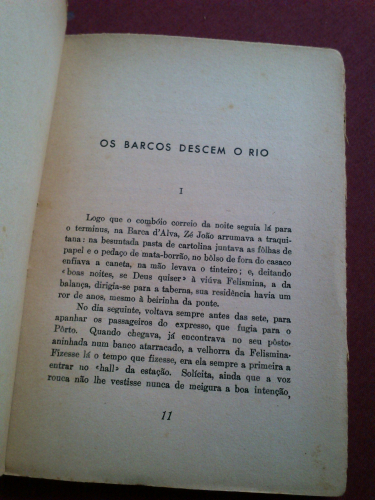 OS BARCOS DESCEM O RIO
I
Logo que o combóio correio da noite seguia lá para
o terminus, na Barca d'Alva, Zé João arrumava a traqui-
tana: na besuntada pasta de cartolina juntava as fôlhas de
papel e o pedaço de mata-borrão, no bôlso de fora do casaco
enfiava a caneta, na mão levava o tinteiro; e, deitando
«boas noites, se Deus quiser» à viúva Felismina, a da
balança, dirigia-se para a taberna, sua residência havia um
ror de anos, mesmo à beirinha da ponte.
No dia seguinte, voltava sempre antes das sete, para
apanhar os passageiros do expresso, que fugia para o
Pôrto. Quando chegava, já encontrava no seu pôsto
aninhada num banco atarracado, a velhorra da Felismina-
Fizesse lá o tempo que fizesse, era ela sempre a primeira a
entrar no «hall» da estação. Solícita, ainda que a voz
rouca não lhe vestisse nunca de meigura a boa intenção,
11